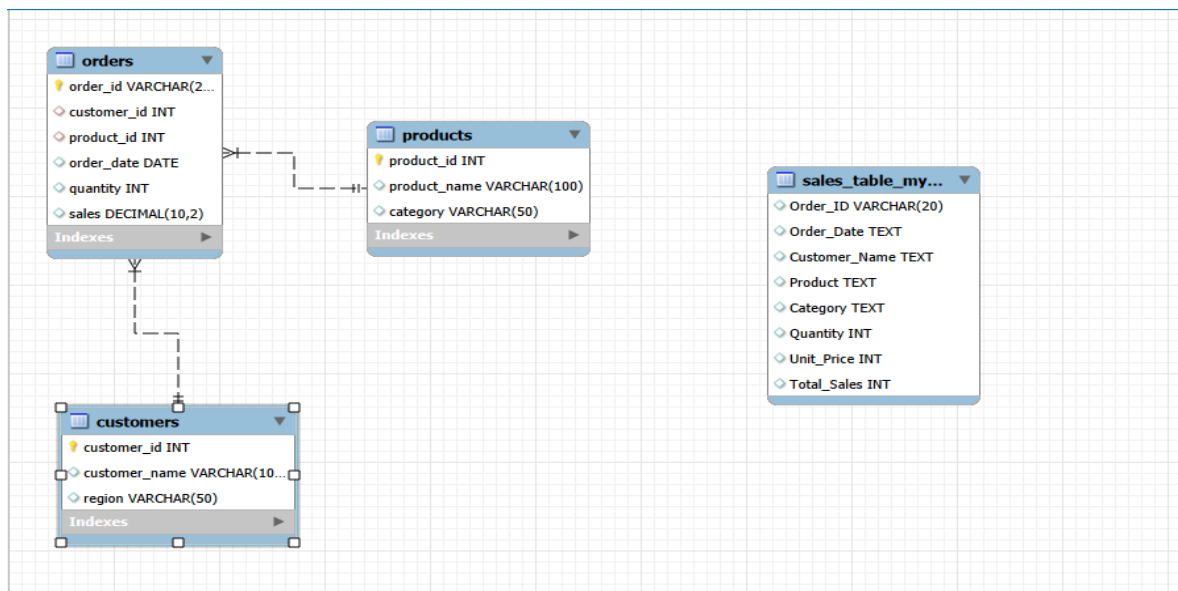 orders
order_id VARCHAR(2...
customer_id INT
product_id INT
order_date DATE
quantity INT
sales DECIMAL(10,2)
Indexes
products
product_id INT
product_name VARCHAR(100)
category VARCHAR(50)
Indexes
sales_table_my...
Order_ID VARCHAR(20)
Order_Date TEXT
Customer_Name TEXT
Product TEXT
Category TEXT
Quantity INT
Unit_Price INT
Total_Sales INT
customers
customer_id INT
customer_name VARCHAR(10...
region VARCHAR(50)
Indexes